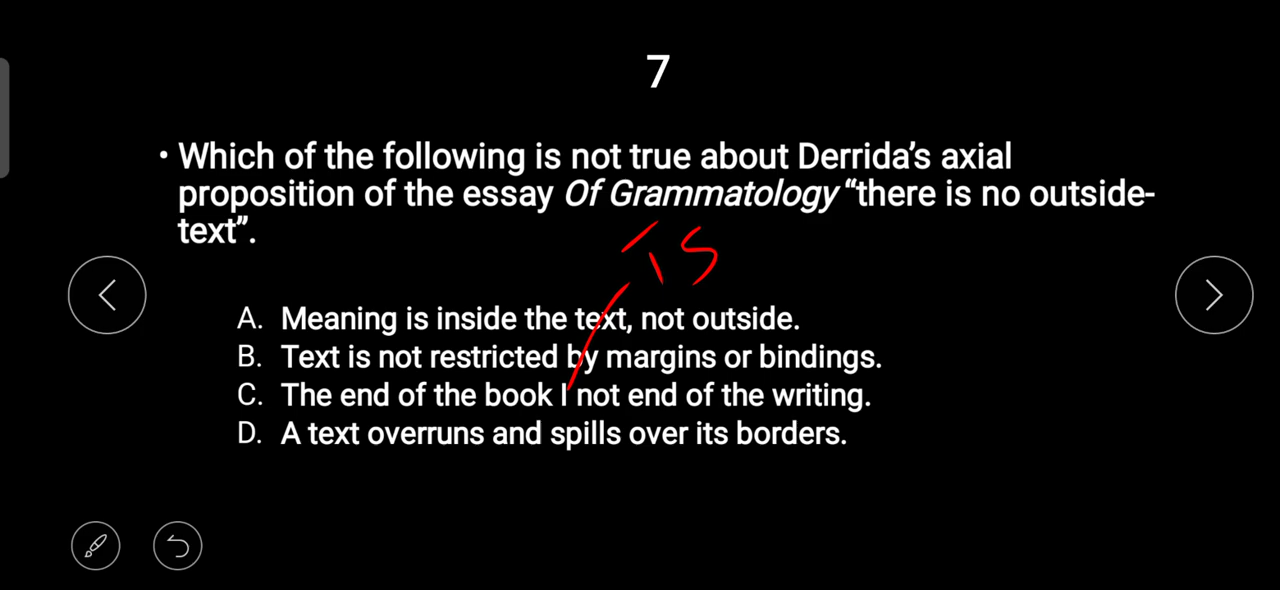 7
• Which of the following is not true about Derrida’s axial
proposition of the essay Of Grammatology “there is no outside-
text”.
IS
A. Meaning is inside the text, not outside.
B. Text is not restricted by margins or bindings.
C. The end of the book I not end of the writing.
D. A text overruns and spills over its borders.